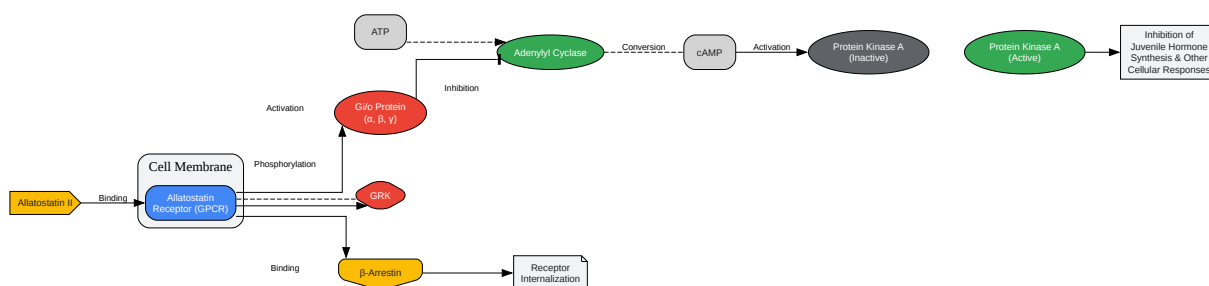 ATP
Adenylyl Cyclase
Conversion
cAMP
Activation
Protein Kinase A
(Inactive)
Protein Kinase A
(Active)
Inhibition of
Juvenile Hormone
Synthesis & Other
Cellular Responses
Inhibition
Activation
Gi/o Protein
(α, β, γ)
Phosphorylation
Cell Membrane
Allatostatin II
Binding
Allatostatin
Receptor (GPCR)
GRK
Binding
β-Arrestin
Receptor
Internalization